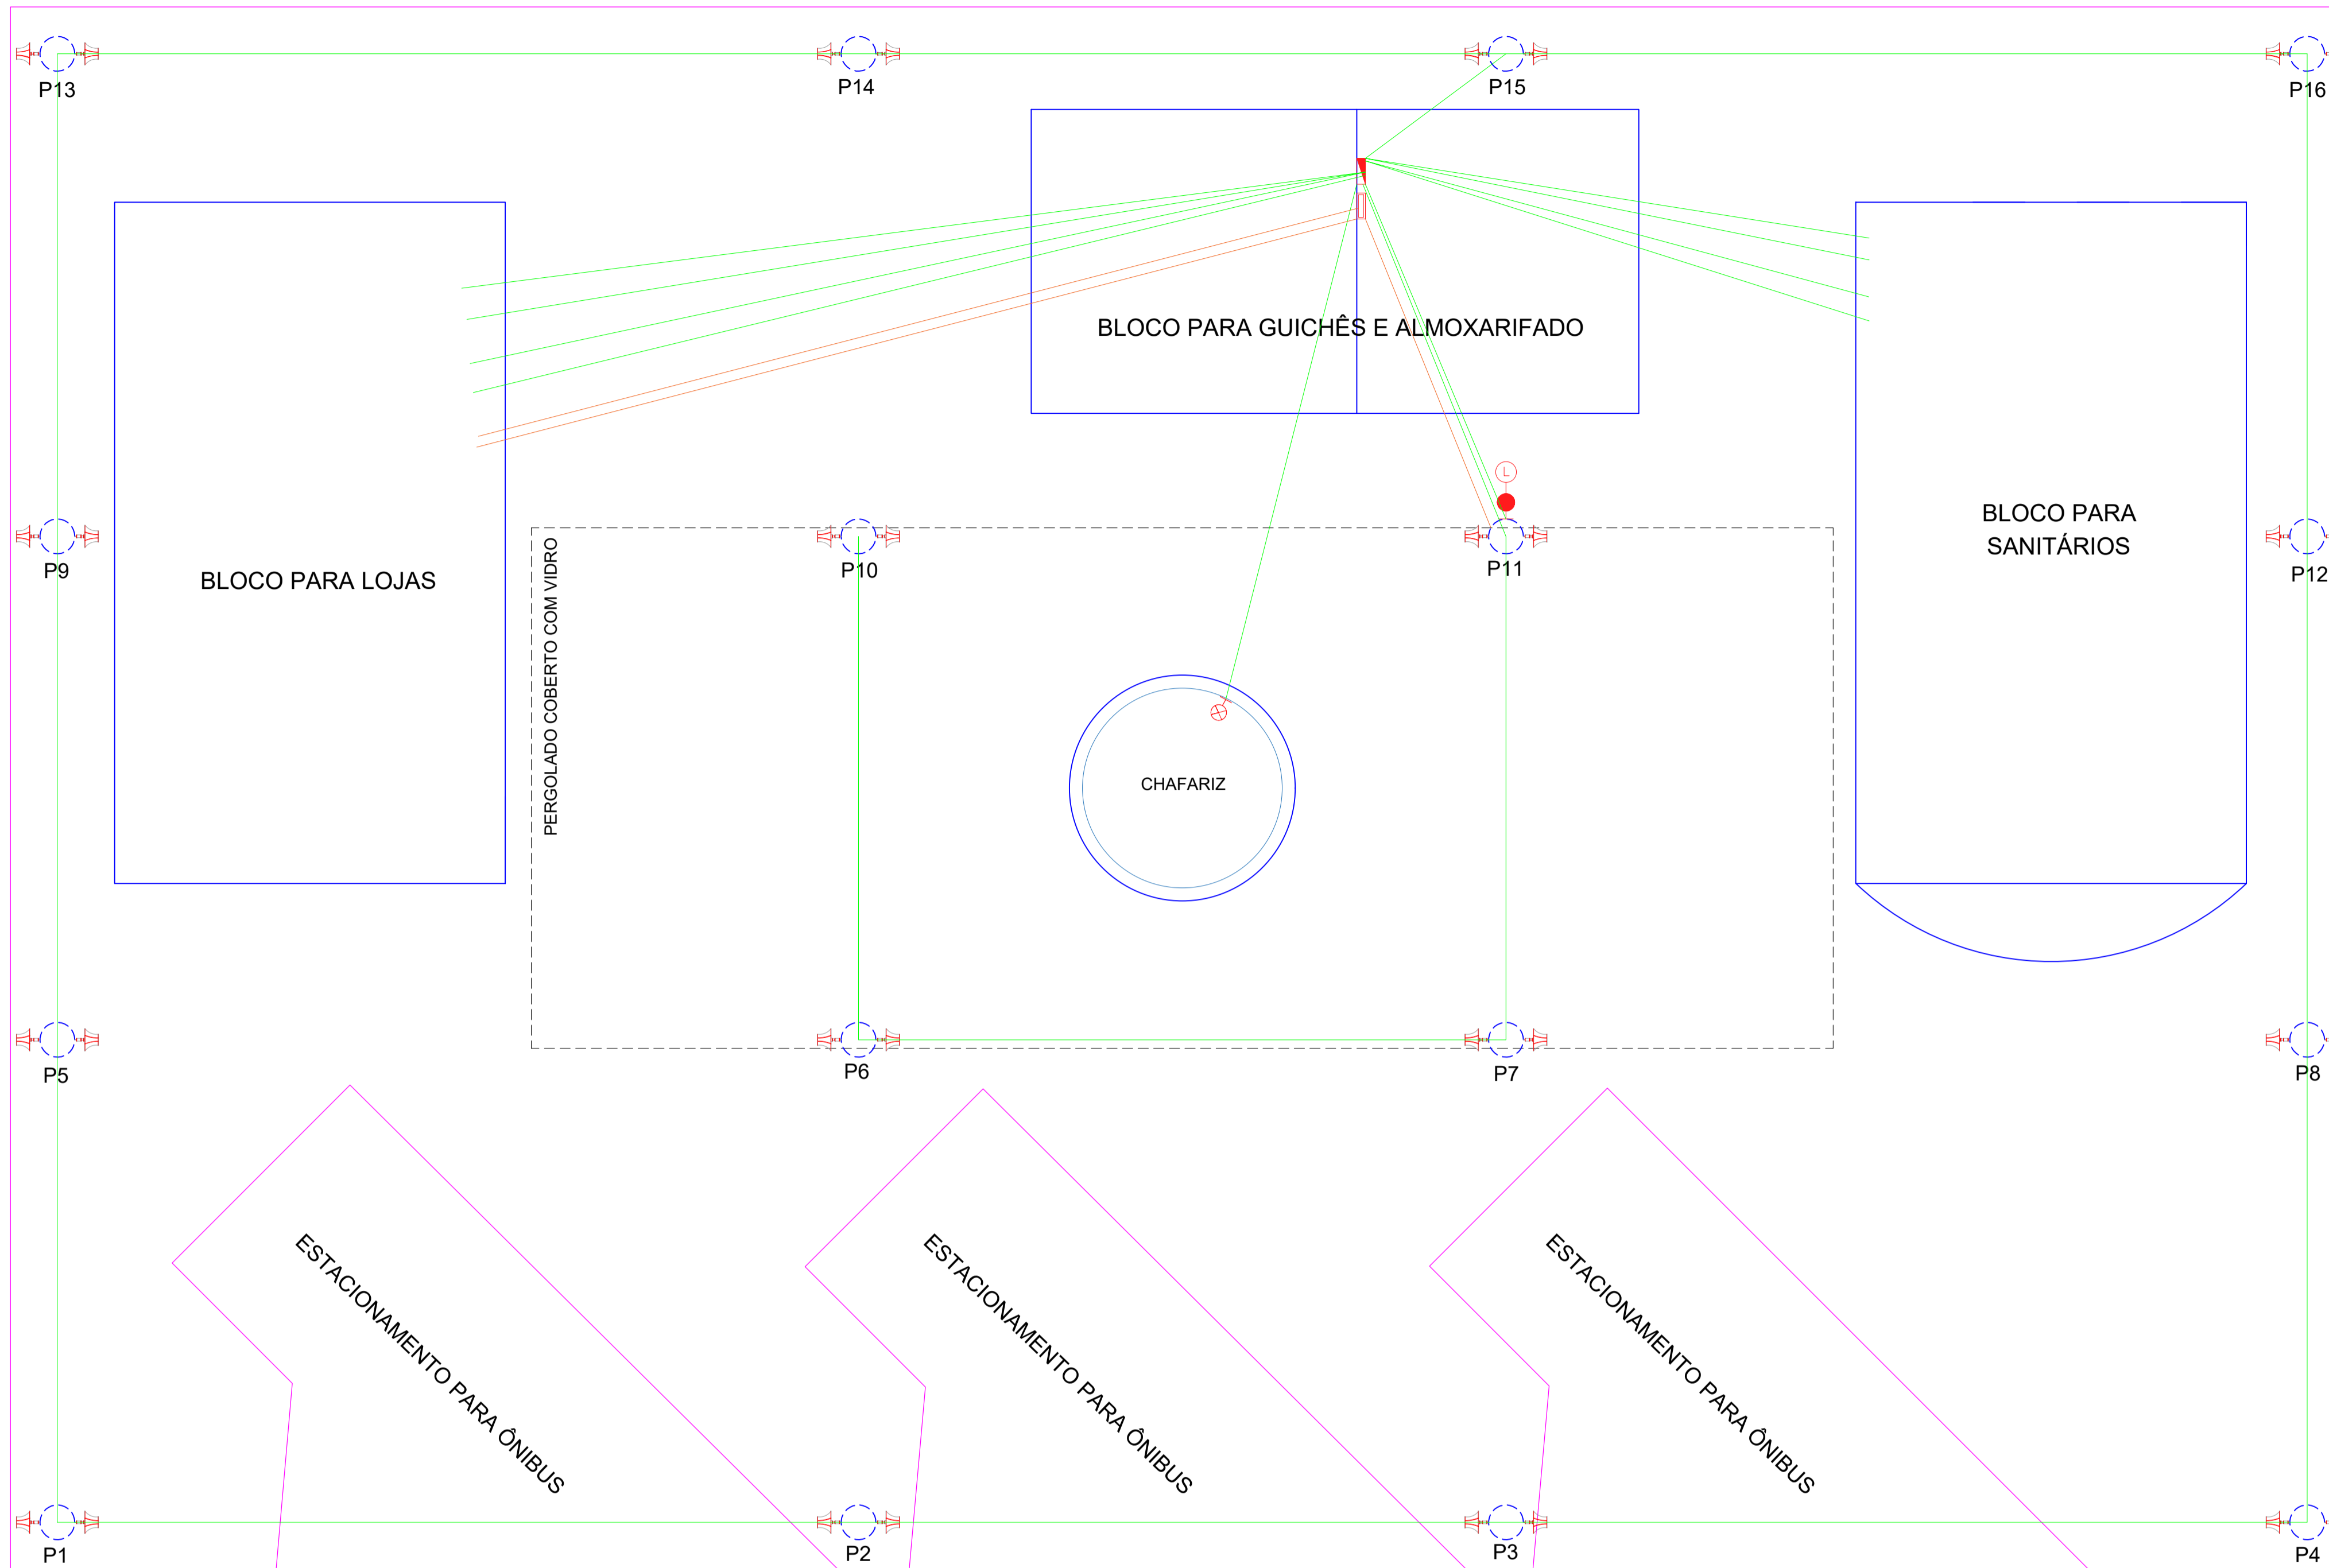 P13
P14
P15
P16
BLOCO PARA GUICHÊS E ALMOXARIFADO
L
BLOCO PARA
SANITÁRIOS
BLOCO PARA LOJAS
P9
P10
P11
P12
PERGOLADO COBERTO COM VIDRO
CHAFARIZ
P5
P6
P7
P8
ESTACIONAMENTO PARA ÔNIBUS
ESTACIONAMENTO PARA ÔNIBUS
ESTACIONAMENTO PARA ÔNIBUS
P1
P2
P3
P4